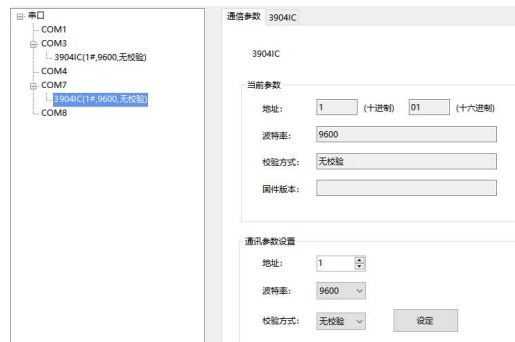 串口
COM1
COM3
3904IC(1#,9600,无校验)
COM4
COM7
3904IC(1#,9600,无校验)
COM8
通信参数 3904IC
3904IC
当前参数
地址: 1 (十进制) 01 (十六进制)
波特率: 9600
校验方式: 无校验
固件版本:
通讯参数设置
地址: 1
波特率: 9600
校验方式: 无校验 设定